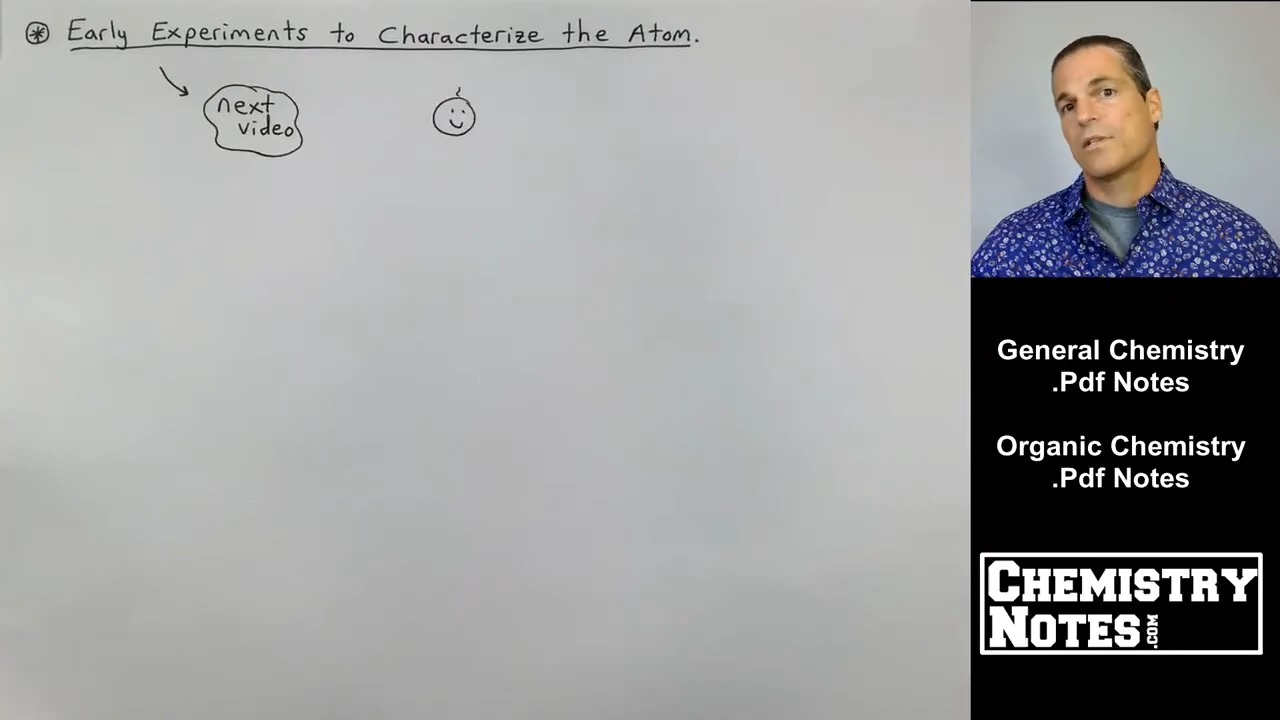 ⊛ Early Experiments to Characterize the Atom.
next
video
General Chemistry
.Pdf Notes
Organic Chemistry
.Pdf Notes
CHEMISTRY
NOTES.COM